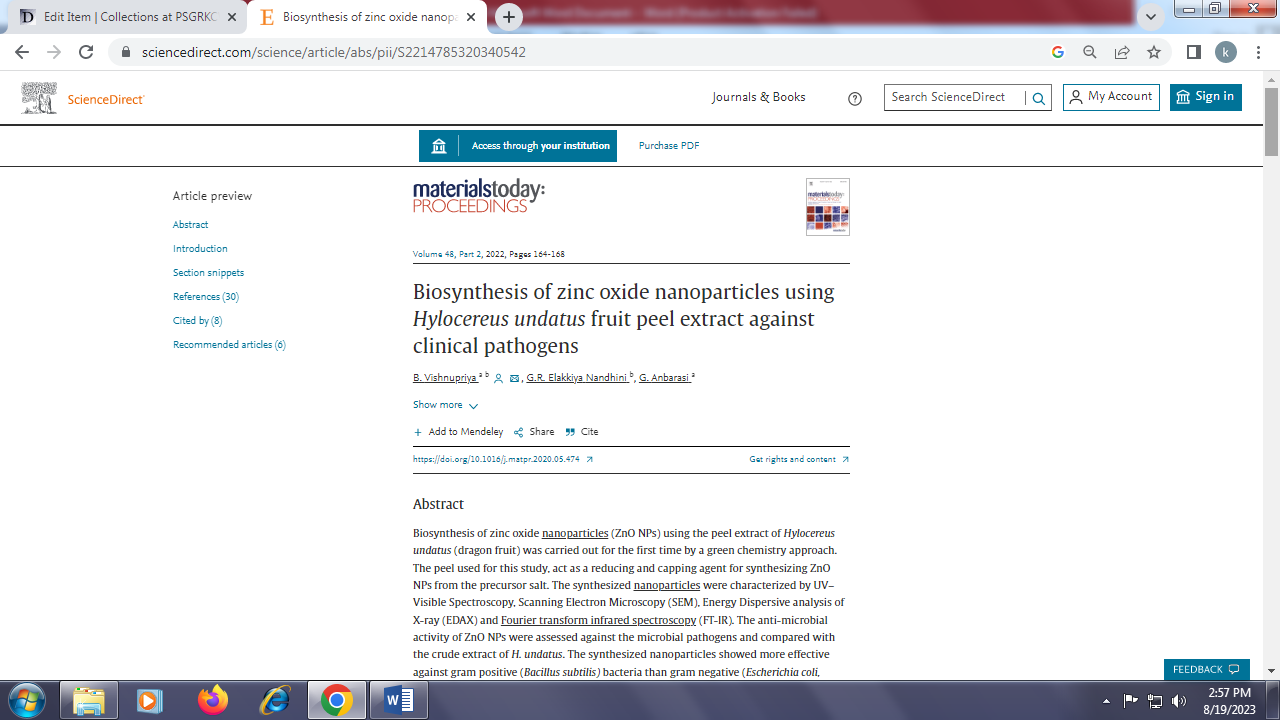 Edit Item | Collections at PSGRKC
Biosynthesis of zinc oxide nanopa
sciencedirect.com/science/article/abs/pii/S2214785320340542
k
ScienceDirect
Journals & Books
Search ScienceDirect
My Account
Sign in
Access through your institution
Purchase PDF
Article preview
Abstract
Introduction
Section snippets
References (30)
Cited by (8)
Recommended articles (6)
materialstoday:
PROCEEDINGS
Volume 48, Part 2, 2022, Pages 164-168
Biosynthesis of zinc oxide nanoparticles using
Hylocereus undatus fruit peel extract against
clinical pathogens
B. Vishnupriya a b, G.R. Elakkiya Nandhini b, G. Anbarasi a
Show more
+ Add to Mendeley Share Cite
https://doi.org/10.1016/j.matpr.2020.05.474
Get rights and content
Abstract
Biosynthesis of zinc oxide nanoparticles (ZnO NPs) using the peel extract of Hylocereus
undatus (dragon fruit) was carried out for the first time by a green chemistry approach.
The peel used for this study, act as a reducing and capping agent for synthesizing ZnO
NPs from the precursor salt. The synthesized nanoparticles were characterized by UV–
Visible Spectroscopy, Scanning Electron Microscopy (SEM), Energy Dispersive analysis of
X-ray (EDAX) and Fourier transform infrared spectroscopy (FT-IR). The anti-microbial
activity of ZnO NPs were assessed against the microbial pathogens and compared with
the crude extract of H. undatus. The synthesized nanoparticles showed more effective
against gram positive (Bacillus subtilis) bacteria than gram negative (Escherichia coli,
FEEDBACK
2:57 PM
8/19/2023